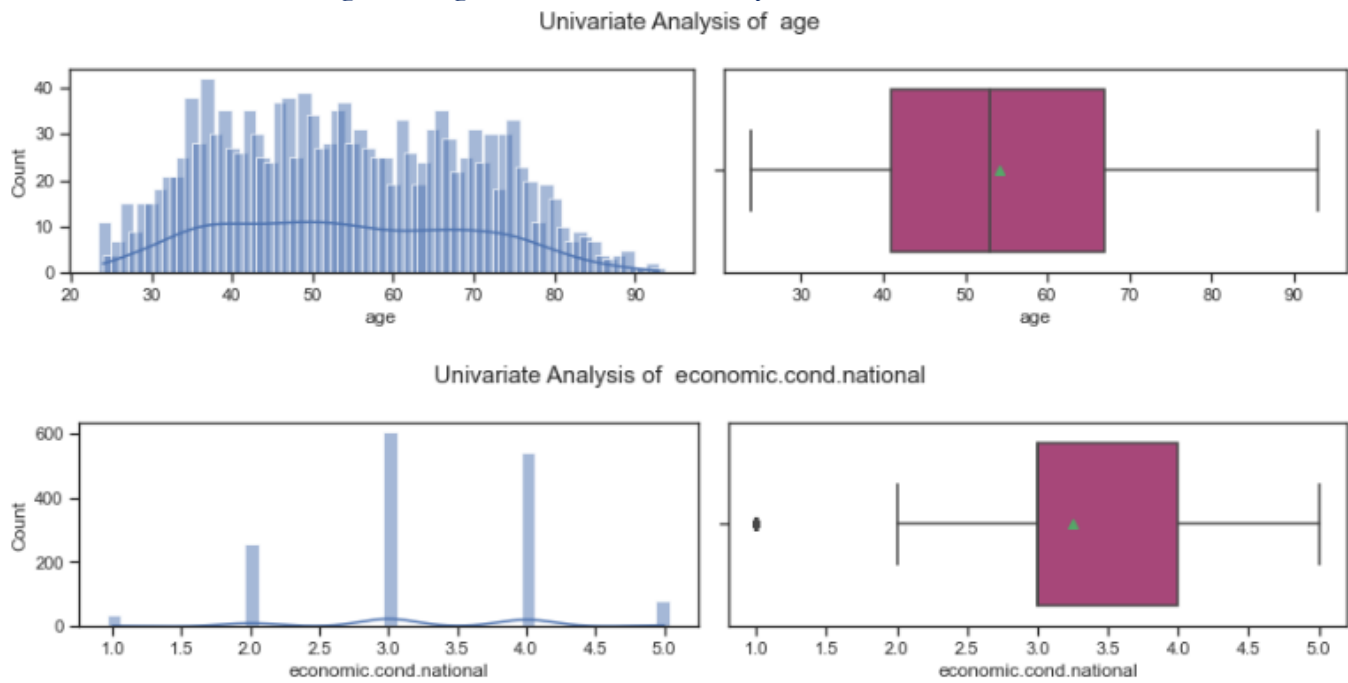 Univariate Analysis of  age
40
30
20
10
0
Count
20 30 40 50 60 70 80 90
age
30 40 50 60 70 80 90
age
Univariate Analysis of  economic.cond.national
600
400
200
0
Count
1.0 1.5 2.0 2.5 3.0 3.5 4.0 4.5 5.0
economic.cond.national
1.0 1.5 2.0 2.5 3.0 3.5 4.0 4.5 5.0
economic.cond.national